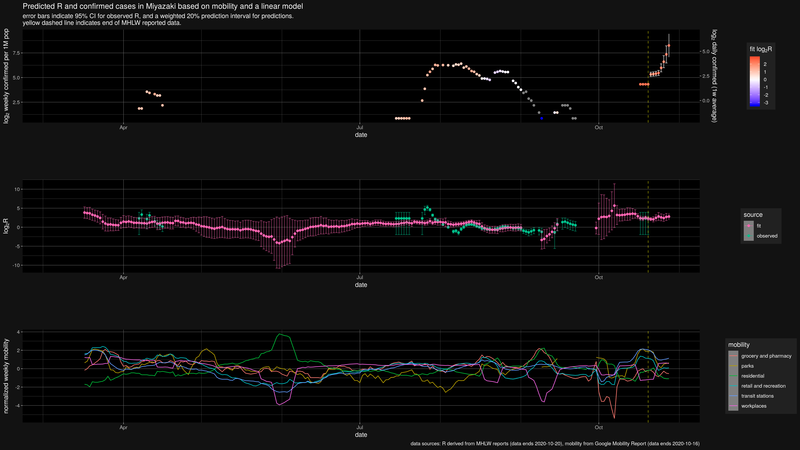 Predicted R and confirmed cases in Miyazaki based on mobility and a linear model
error bars indicate 95% CI for observed R, and a weighted 20% prediction interval for predictions.
yellow dashed line indicates end of MHLW reported data.
log₂ weekly confirmed per 1M pop
7.5
5.0
2.5
5.0
2.5
0.0
log₂ daily confirmed (1w average)
April
Jul
Oct
date
fit log₂R
2
1
0
-1
-2
-3
log₂R
10
5
0
-5
-10
April
Jul
Oct
date
source
fit
observed
normalized weekly mobility
4
2
0
-2
-4
April
Jul
Oct
date
mobility
grocery and pharmacy
parks
residential
retail and recreation
transit stations
workplaces
data sources: R derived from MHLW reports (data ends 2020-10-20), mobility from Google Mobility Report (data ends 2020-10-16)